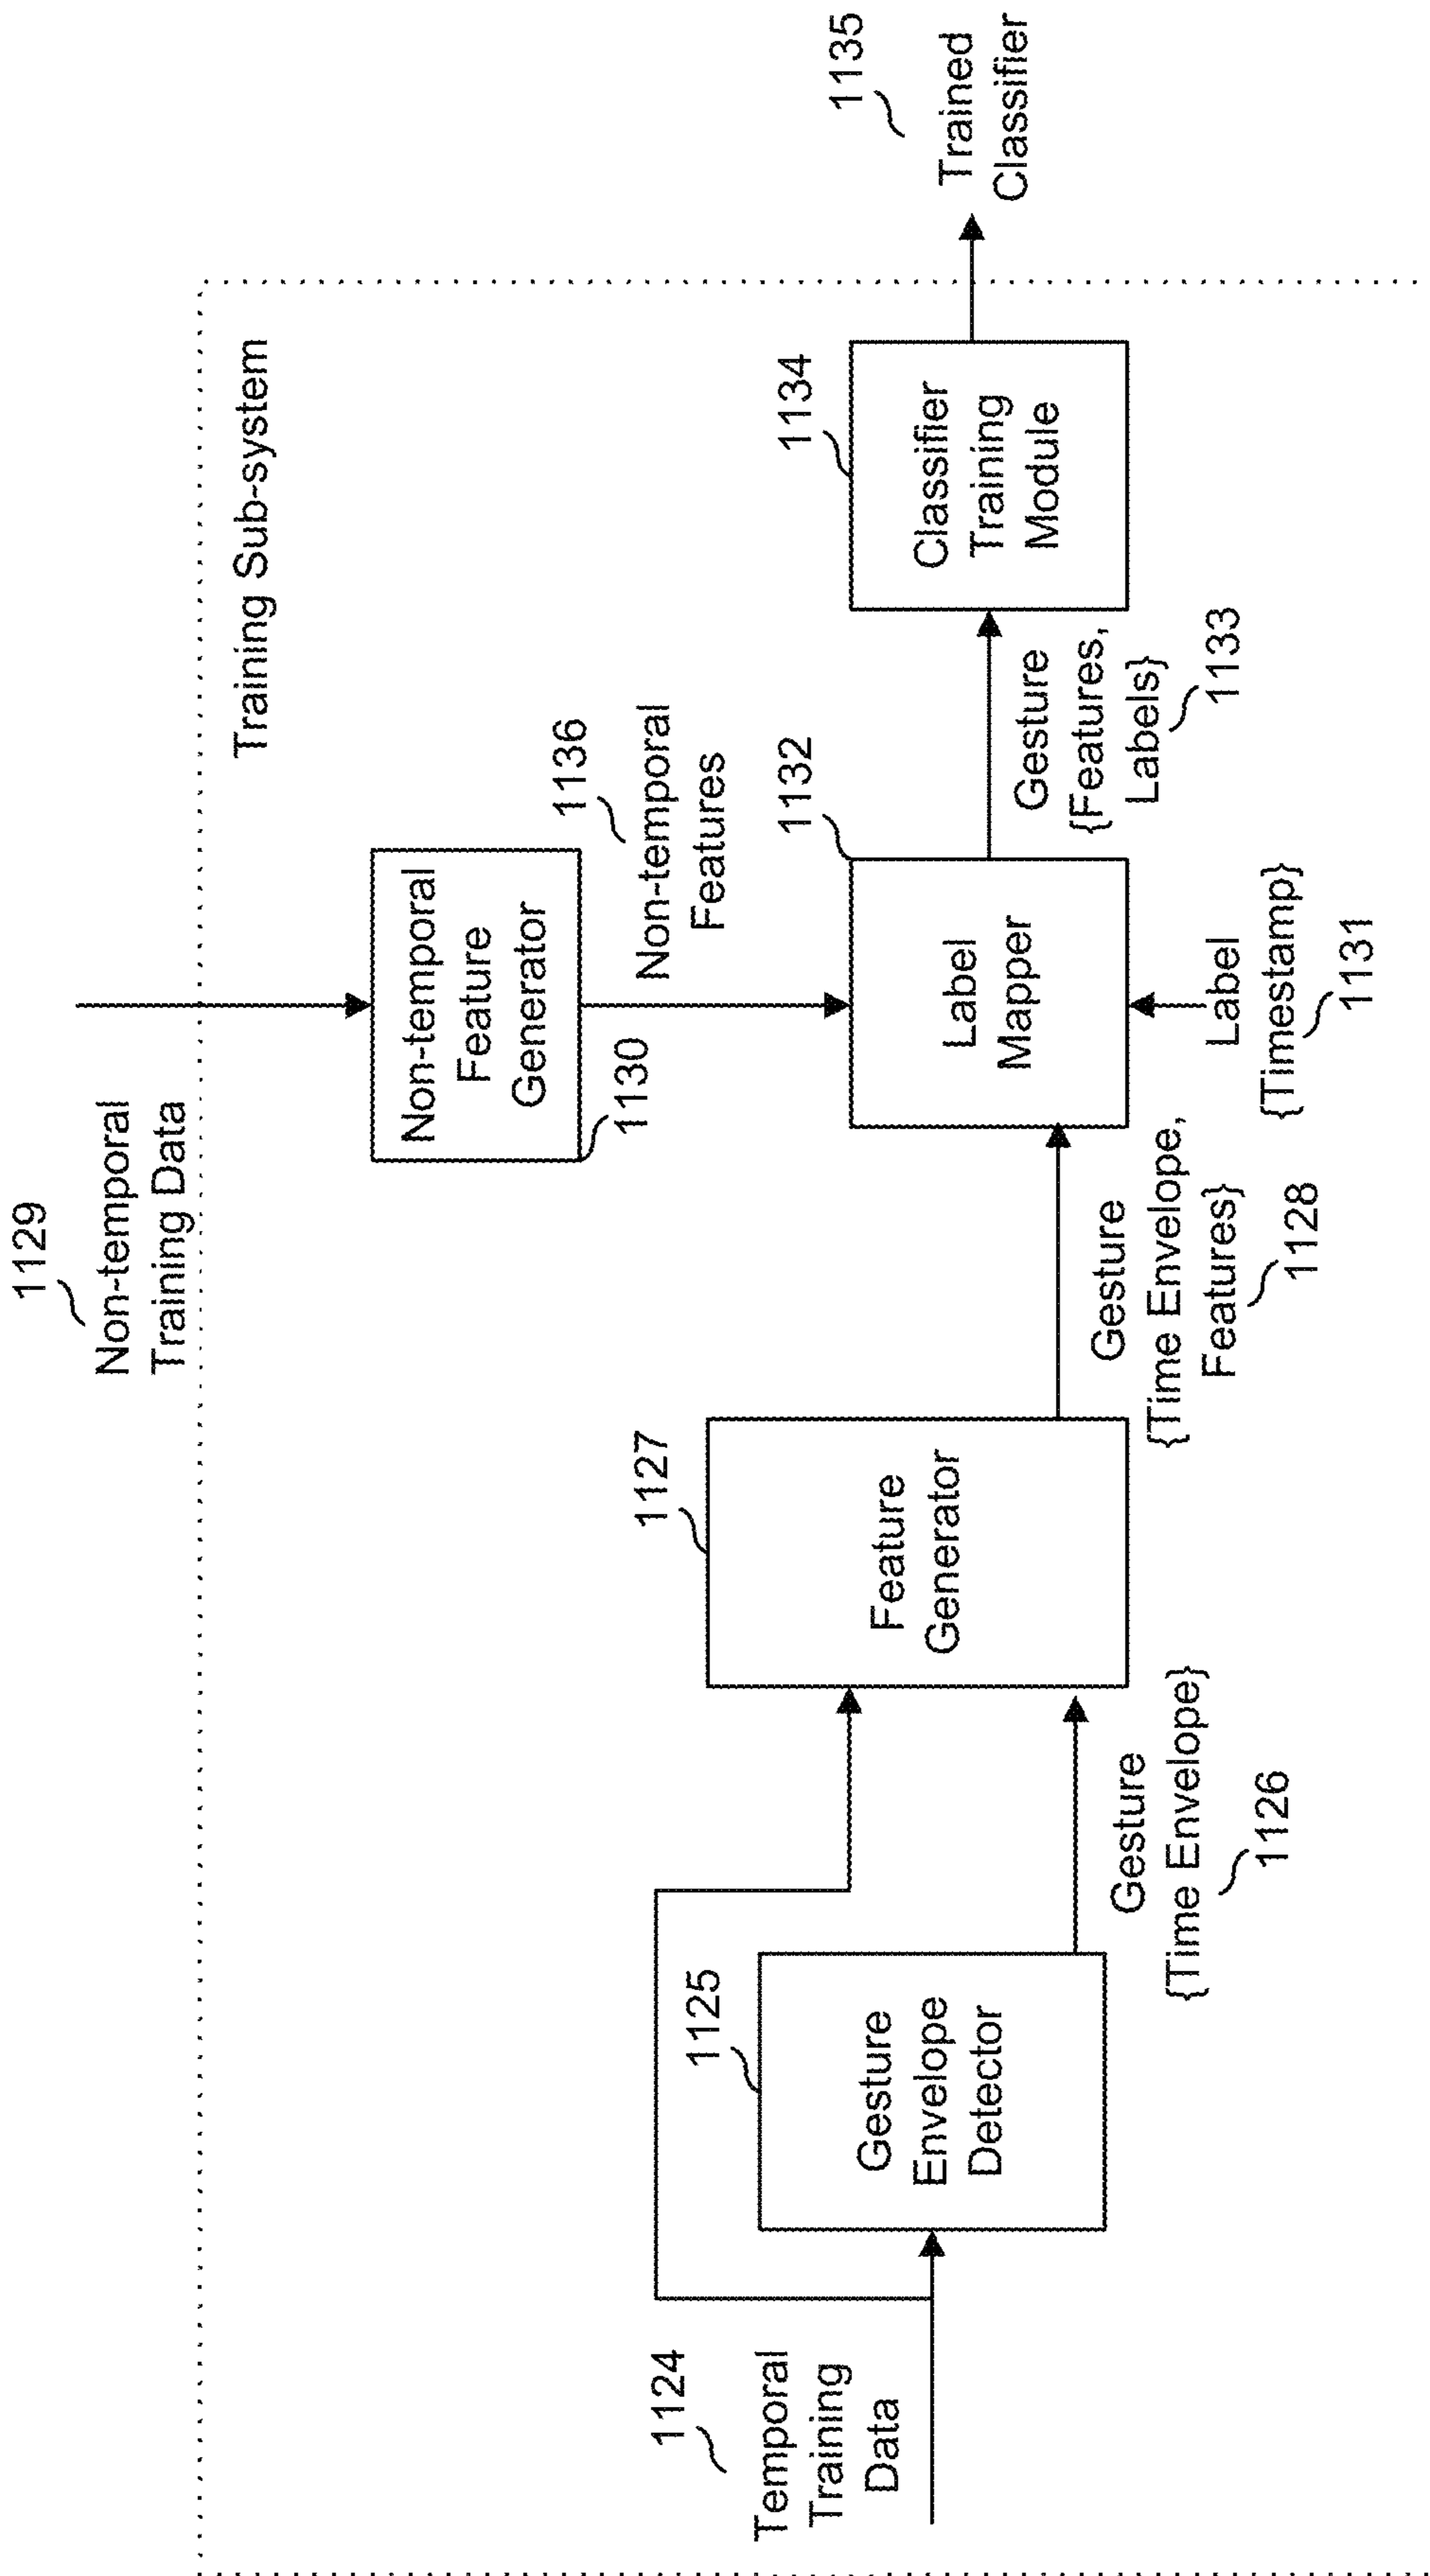 1129
Non-temporal
Training Data
Training Sub-system
Non-temporal
Feature
Generator
1130
1136
Non-temporal
Features
1124
Temporal
Training
Data
1125
Gesture
Envelope
Detector
Gesture
{Time Envelope}
1126
1127
Feature
Generator
Gesture
{Time Envelope,
Features}
1128
1132
Label
Mapper
Label
{Timestamp}
1131
Gesture
{Features,
Labels}
1133
1134
Classifier
Training
Module
1135
Trained
Classifier